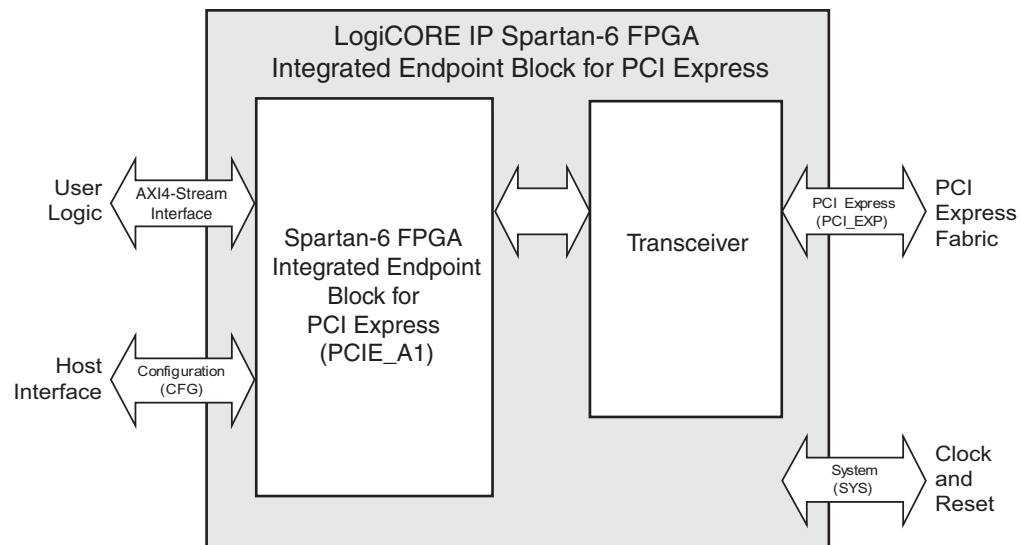 LogiCORE IP Spartan-6 FPGA
Integrated Endpoint Block for PCI Express
User
Logic
AXI4-Stream
Interface
Host
Interface
Configuration
(CFG)
Spartan-6 FPGA
Integrated Endpoint
Block for
PCI Express
(PCIE_A1)
Transceiver
PCI Express
(PCI_EXP)
PCI
Express
Fabric
System
(SYS)
Clock
and
Reset